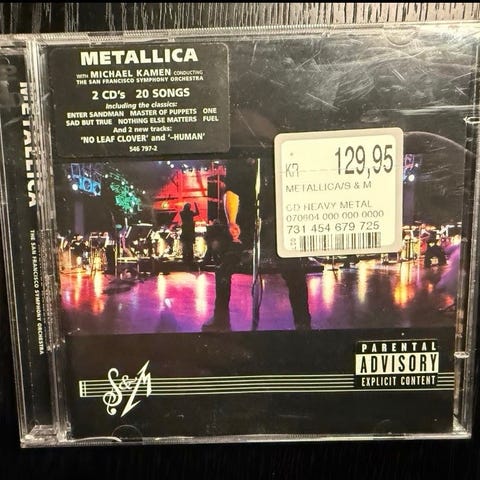 METALLICA
WITH MICHAEL KAMEN CONDUCTING
THE SAN FRANCISCO SYMPHONY ORCHESTRA
2 CD's 20 SONGS
Including the classics:
ENTER SANDMAN MASTER OF PUPPETS ONE
SAD BUT TRUE NOTHING ELSE MATTERS FUEL
And 2 new tracks:
'NO LEAF CLOVER' and '-HUMAN'
546 797-2
KR 129,95
METALLICA/S & M
CD HEAVY METAL
070604 000 000 0000
731 454 679 725
METALLICA
THE SAN FRANCISCO SYMPHONY ORCHESTRA
S&M
PARENTAL
ADVISORY
EXPLICIT CONTENT